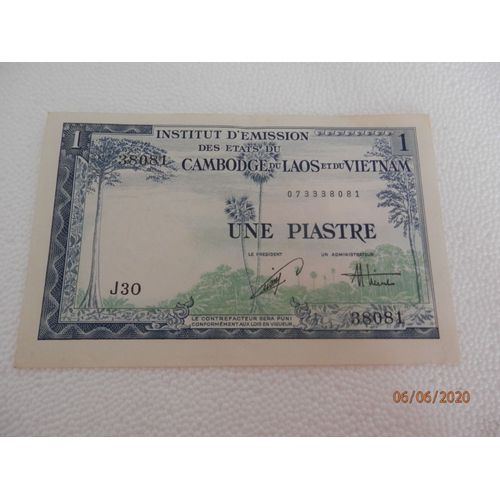 1 INSTITUT D'EMISSION 1
DES ETATS DU
38081 CAMBODGE DU LAOS ET DU VIETNAM
073338081
UNE PIASTRE
LE PRESIDENT UN ADMINISTRATEUR
J30
38081
LE CONTREFACTEUR SERA PUNI
CONFORMÉMENT AUX LOIS EN VIGUEUR
06/06/2020